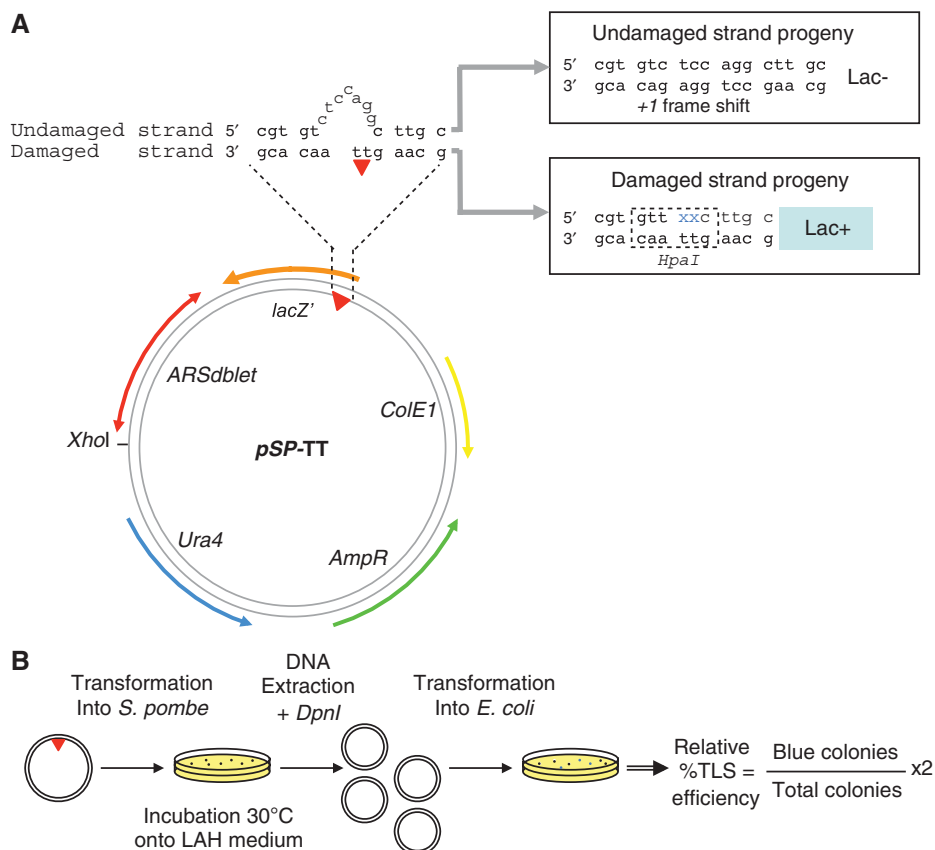 A
Undamaged strand 5′ cgt gt ctccagg c ttg c
Damaged strand 3′ gca caa ttg aac g
Undamaged strand progeny
5′ cgt gtc tcc agg ctt gc
3′ gca cag agg tcc gaa cg
+1 frame shift
Lac-
Damaged strand progeny
5′ cgt gtt xxc ttg c
3′ gca caa ttg aac g
HpaI
Lac+
lacZ’
ARSdblet
ColE1
XhoI
pSP-TT
Ura4
AmpR
B
Transformation
Into S. pombe
Incubation 30°C
onto LAH medium
DNA
Extraction
+ DpnI
Transformation
Into E. coli
Relative
%TLS =
efficiency
Blue colonies
Total colonies
x2